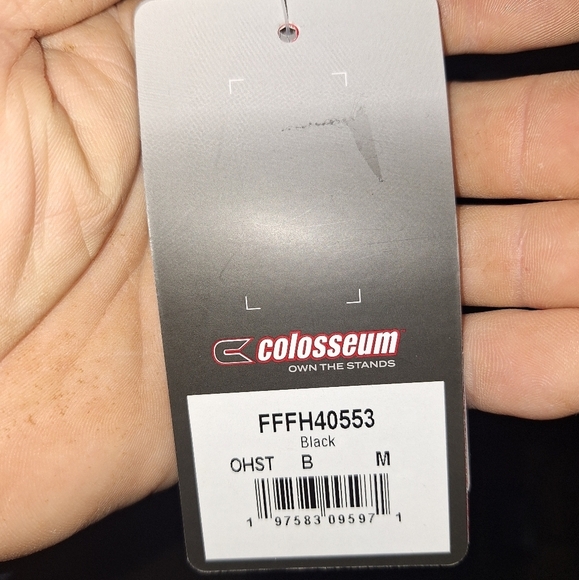 colosseum
OWN THE STANDS
FFFH40553
Black
OHST B M
1 97583 09597 1